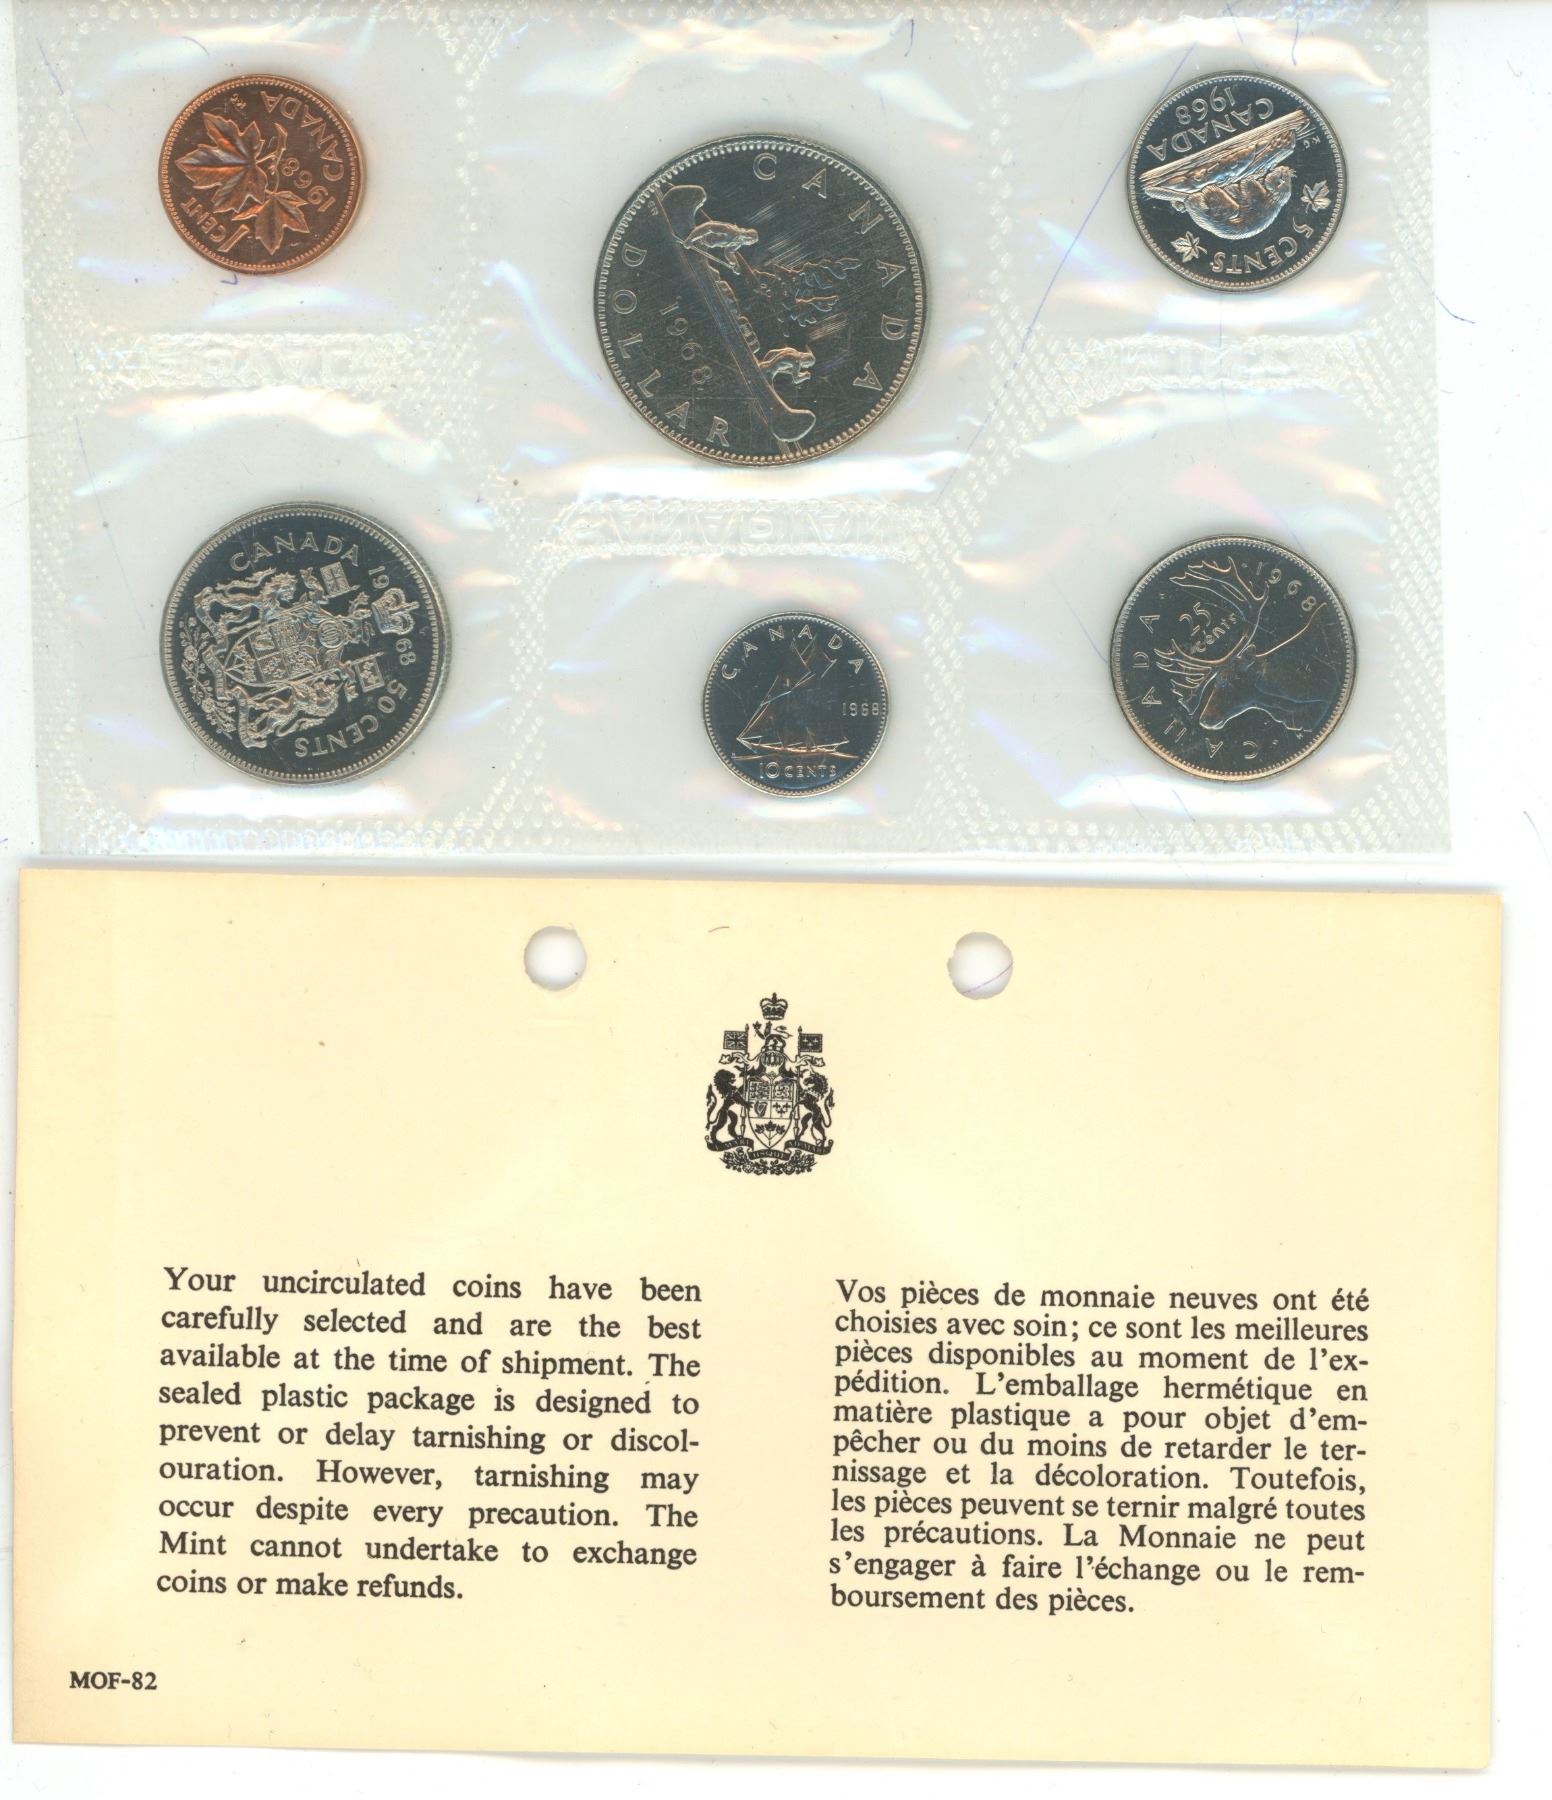 CANADA
1968
1 CENT
CANADA
1968
DOLLAR
CANADA
1968
5 CENTS
CANADA
1968
50 CENTS
CANADA
1968
10 CENTS
1968
25
cents
CANADA
CANADA
Your uncirculated coins have been
carefully selected and are the best
available at the time of shipment. The
sealed plastic package is designed to
prevent or delay tarnishing or discol-
ouration. However, tarnishing may
occur despite every precaution. The
Mint cannot undertake to exchange
coins or make refunds.
Vos pièces de monnaie neuves ont été
choisies avec soin; ce sont les meilleures
pièces disponibles au moment de l'ex-
pédition. L'emballage hermétique en
matière plastique a pour objet d'em-
pêcher ou du moins de retarder le ter-
nissage et la décoloration. Toutefois,
les pièces peuvent se ternir malgré toutes
les précautions. La Monnaie ne peut
s'engager à faire l'échange ou le rem-
boursement des pièces.
MOF-82